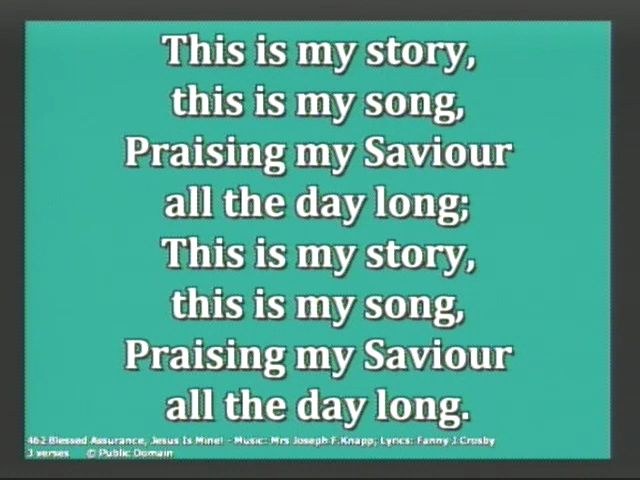 This is my story,
this is my song,
Praising my Saviour
all the day long;
This is my story,
this is my song,
Praising my Saviour
all the day long.
462 Blessed Assurance, Jesus Is Mine! - Music: Mrs Joseph F.Knapp; Lyrics: Fanny J.Crosby
3 verses © Public Domain